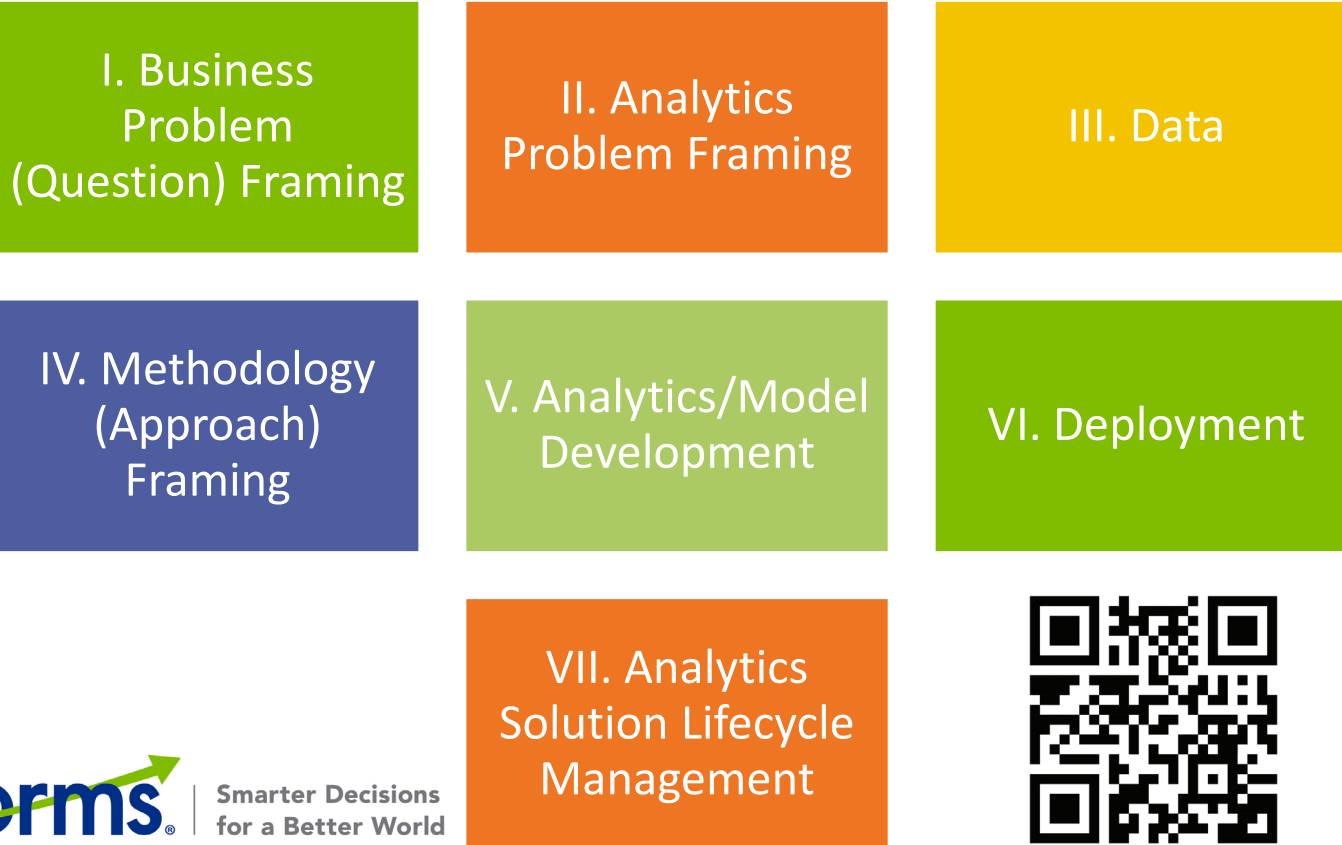 I. Business
Problem
(Question) Framing
II. Analytics
Problem Framing
III. Data
IV. Methodology
(Approach)
Framing
V. Analytics/Model
Development
VI. Deployment
VII. Analytics
Solution Lifecycle
Management
orms®
Smarter Decisions
for a Better World